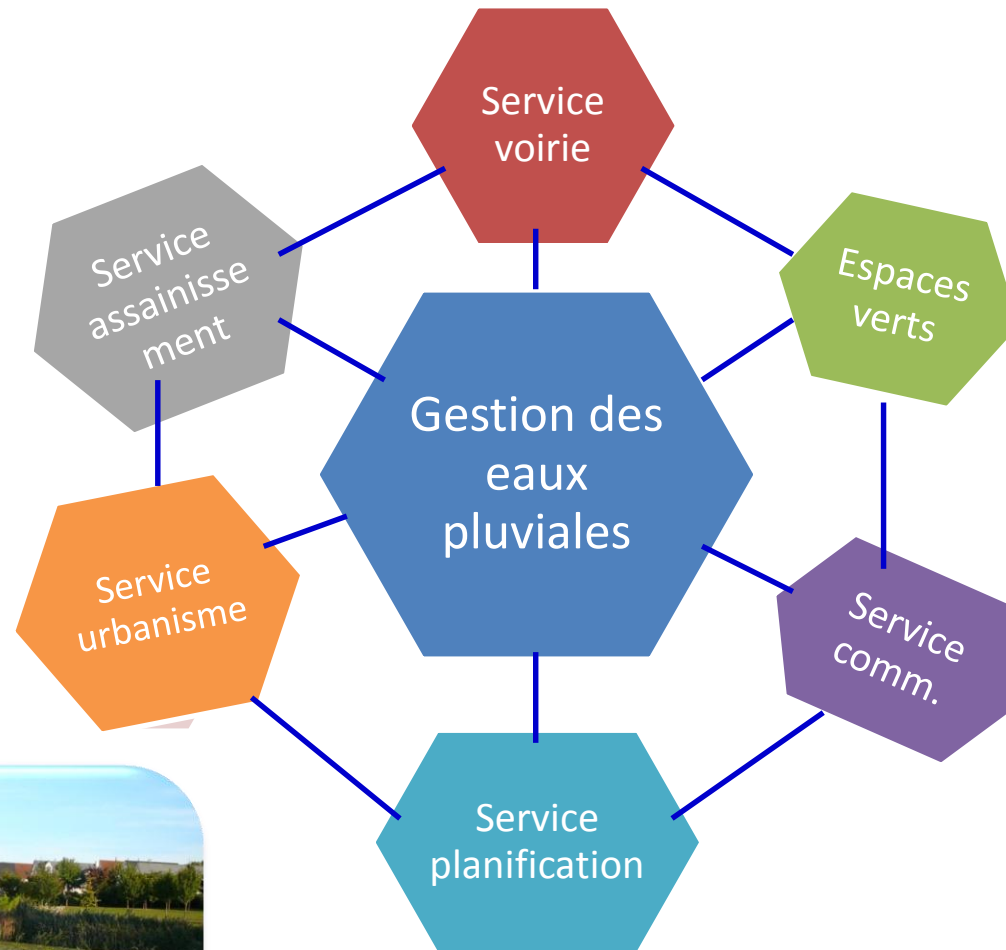 Service
voirie
Service
assainisse
ment
Espaces
verts
Gestion des
eaux
pluviales
Service
urbanisme
Service
comm.
Service
planification